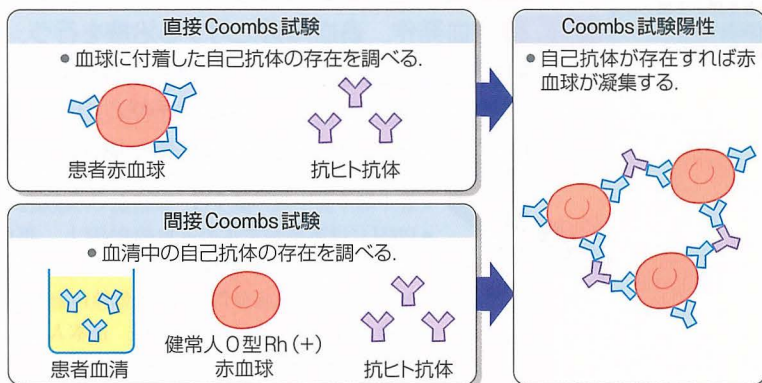 直接Coombs試験
● 血球に付着した自己抗体の存在を調べる.
患者赤血球
抗ヒト抗体
間接Coombs試験
● 血清中の自己抗体の存在を調べる.
患者血清
健常人O型Rh(+)
赤血球
抗ヒト抗体
Coombs試験陽性
● 自己抗体が存在すれば赤
血球が凝集する.